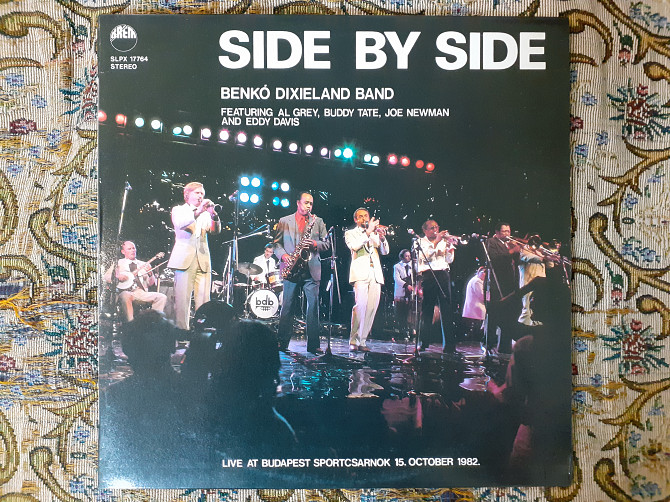 KRÉM
SLPX 17764
STEREO
SIDE BY SIDE
BENKÓ DIXIELAND BAND
FEATURING AL GREY, BUDDY TATE, JOE NEWMAN
AND EDDY DAVIS
bdb
LIVE AT BUDAPEST SPORTCSARNOK 15. OCTOBER 1982.